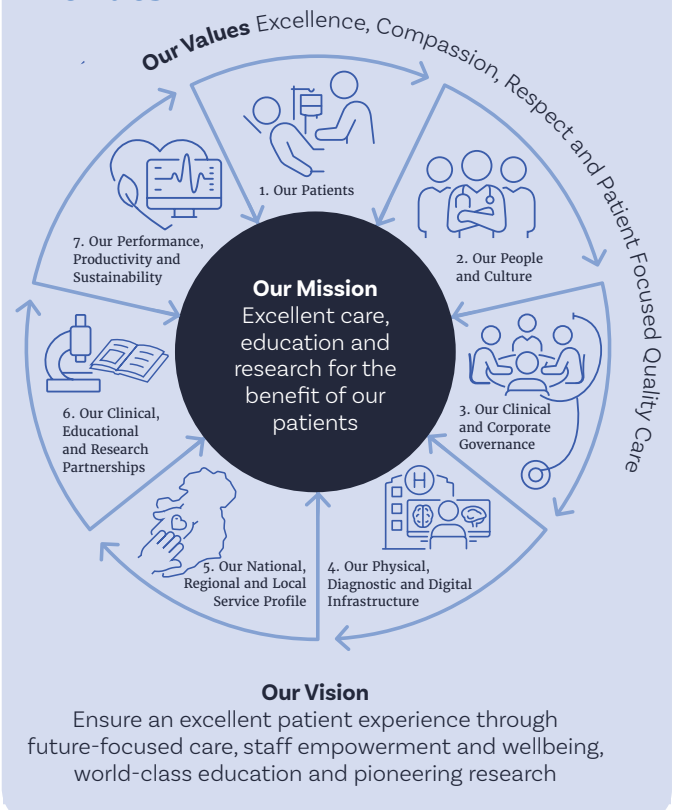 Our Values Excellence, Compassion, Respect and Patient Focused Quality Care
1. Our Patients
2. Our People
and Culture
3. Our Clinical
and Corporate
Governance
4. Our Physical,
Diagnostic and Digital
Infrastructure
5. Our National,
Regional and Local
Service Profile
6. Our Clinical,
Educational
and Research
Partnerships
7. Our Performance,
Productivity and
Sustainability
Our Mission
Excellent care,
education and
research for the
benefit of our
patients
H
Our Vision
Ensure an excellent patient experience through
future-focused care, staff empowerment and wellbeing,
world-class education and pioneering research